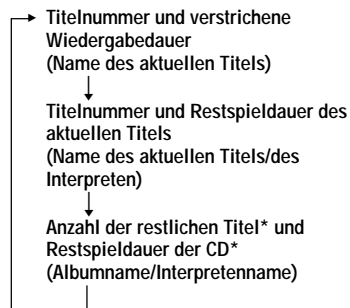 Titelnummer und verstrichene
Wiedergabedauer
(Name des aktuellen Titels)
Titelnummer und Restspieldauer des
aktuellen Titels
(Name des aktuellen Titels/des
Interpreten)
Anzahl der restlichen Titel* und
Restspieldauer der CD*
(Albumname/Interpretenname)